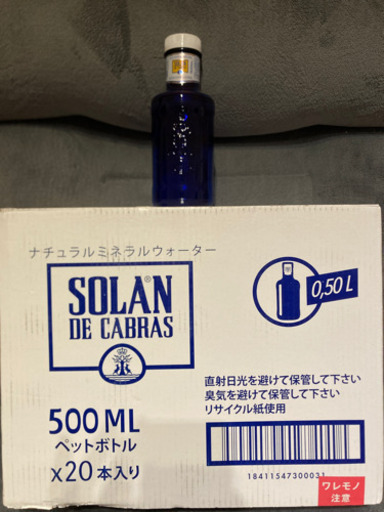 ナチュラルミネラルウォーター
SOLAN®
DE CABRAS
0,50 L
500 ML
ペットボトル
x20本入り
直射日光を避けて保管して下さい
臭気を避けて保管して下さい
リサイクル紙使用
18411547300031
ワレモノ
注意